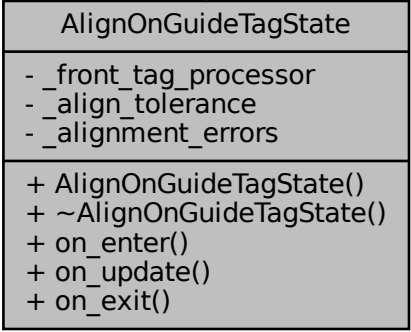 AlignOnGuideTagState
- _front_tag_processor
- _align_tolerance
- _alignment_errors
+ AlignOnGuideTagState()
+ ~AlignOnGuideTagState()
+ on_enter()
+ on_update()
+ on_exit()